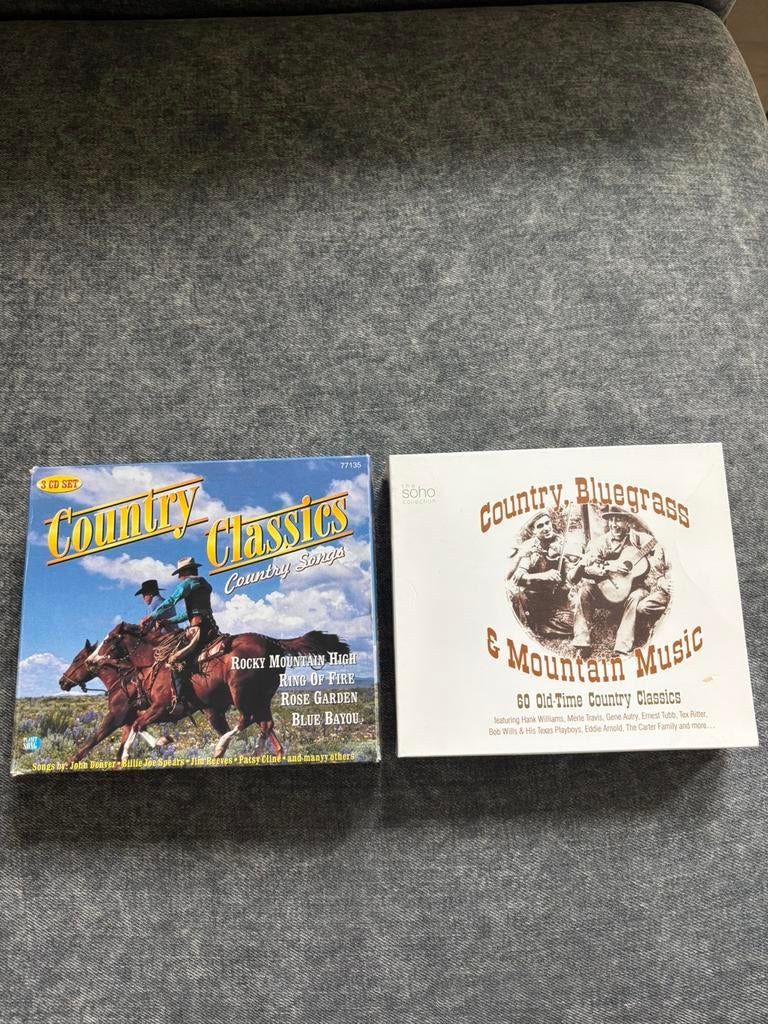 77135
3 CD SET
Country
Classics
Country Songs
ROCKY MOUNTAIN HIGH
RING OF FIRE
ROSE GARDEN
BLUE BAYOU
PLANET
SONG
Songs by: John Denver • Billie Joe Spears • Jim Reeves • Patsy Cline • and manyy others
the
soho
collection
Country, Bluegrass
& Mountain Music
60 Old-Time Country Classics
featuring Hank Williams, Merle Travis, Gene Autry, Ernest Tubb, Tex Ritter,
Bob Wills & His Texas Playboys, Eddie Arnold, The Carter Family and more...